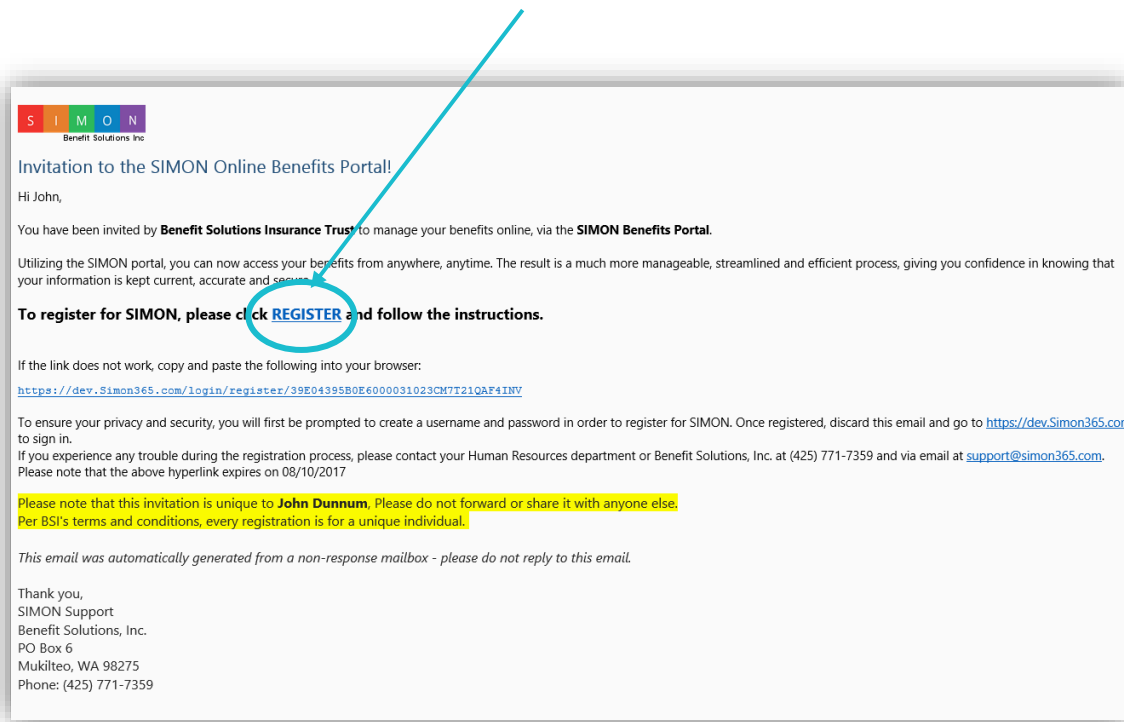 S I M O N
Benefit Solutions Inc
Invitation to the SIMON Online Benefits Portal!
Hi John,
You have been invited by Benefit Solutions Insurance Trust to manage your benefits online, via the SIMON Benefits Portal.
Utilizing the SIMON portal, you can now access your benefits from anywhere, anytime. The result is a much more manageable, streamlined and efficient process, giving you confidence in knowing that
your information is kept current, accurate and secure.
To register for SIMON, please click REGISTER and follow the instructions.
If the link does not work, copy and paste the following into your browser:
https://dev.Simon365.com/login/register/39E04395B0E6000031023CM7T21QAF4INV
To ensure your privacy and security, you will first be prompted to create a username and password in order to register for SIMON. Once registered, discard this email and go to https://dev.Simon365.com
to sign in.
If you experience any trouble during the registration process, please contact your Human Resources department or Benefit Solutions, Inc. at (425) 771-7359 and via email at support@simon365.com.
Please note that the above hyperlink expires on 08/10/2017
Please note that this invitation is unique to John Dunnum, Please do not forward or share it with anyone else.
Per BSI's terms and conditions, every registration is for a unique individual.
This email was automatically generated from a non-response mailbox - please do not reply to this email.
Thank you,
SIMON Support
Benefit Solutions, Inc.
PO Box 6
Mukilteo, WA 98275
Phone: (425) 771-7359